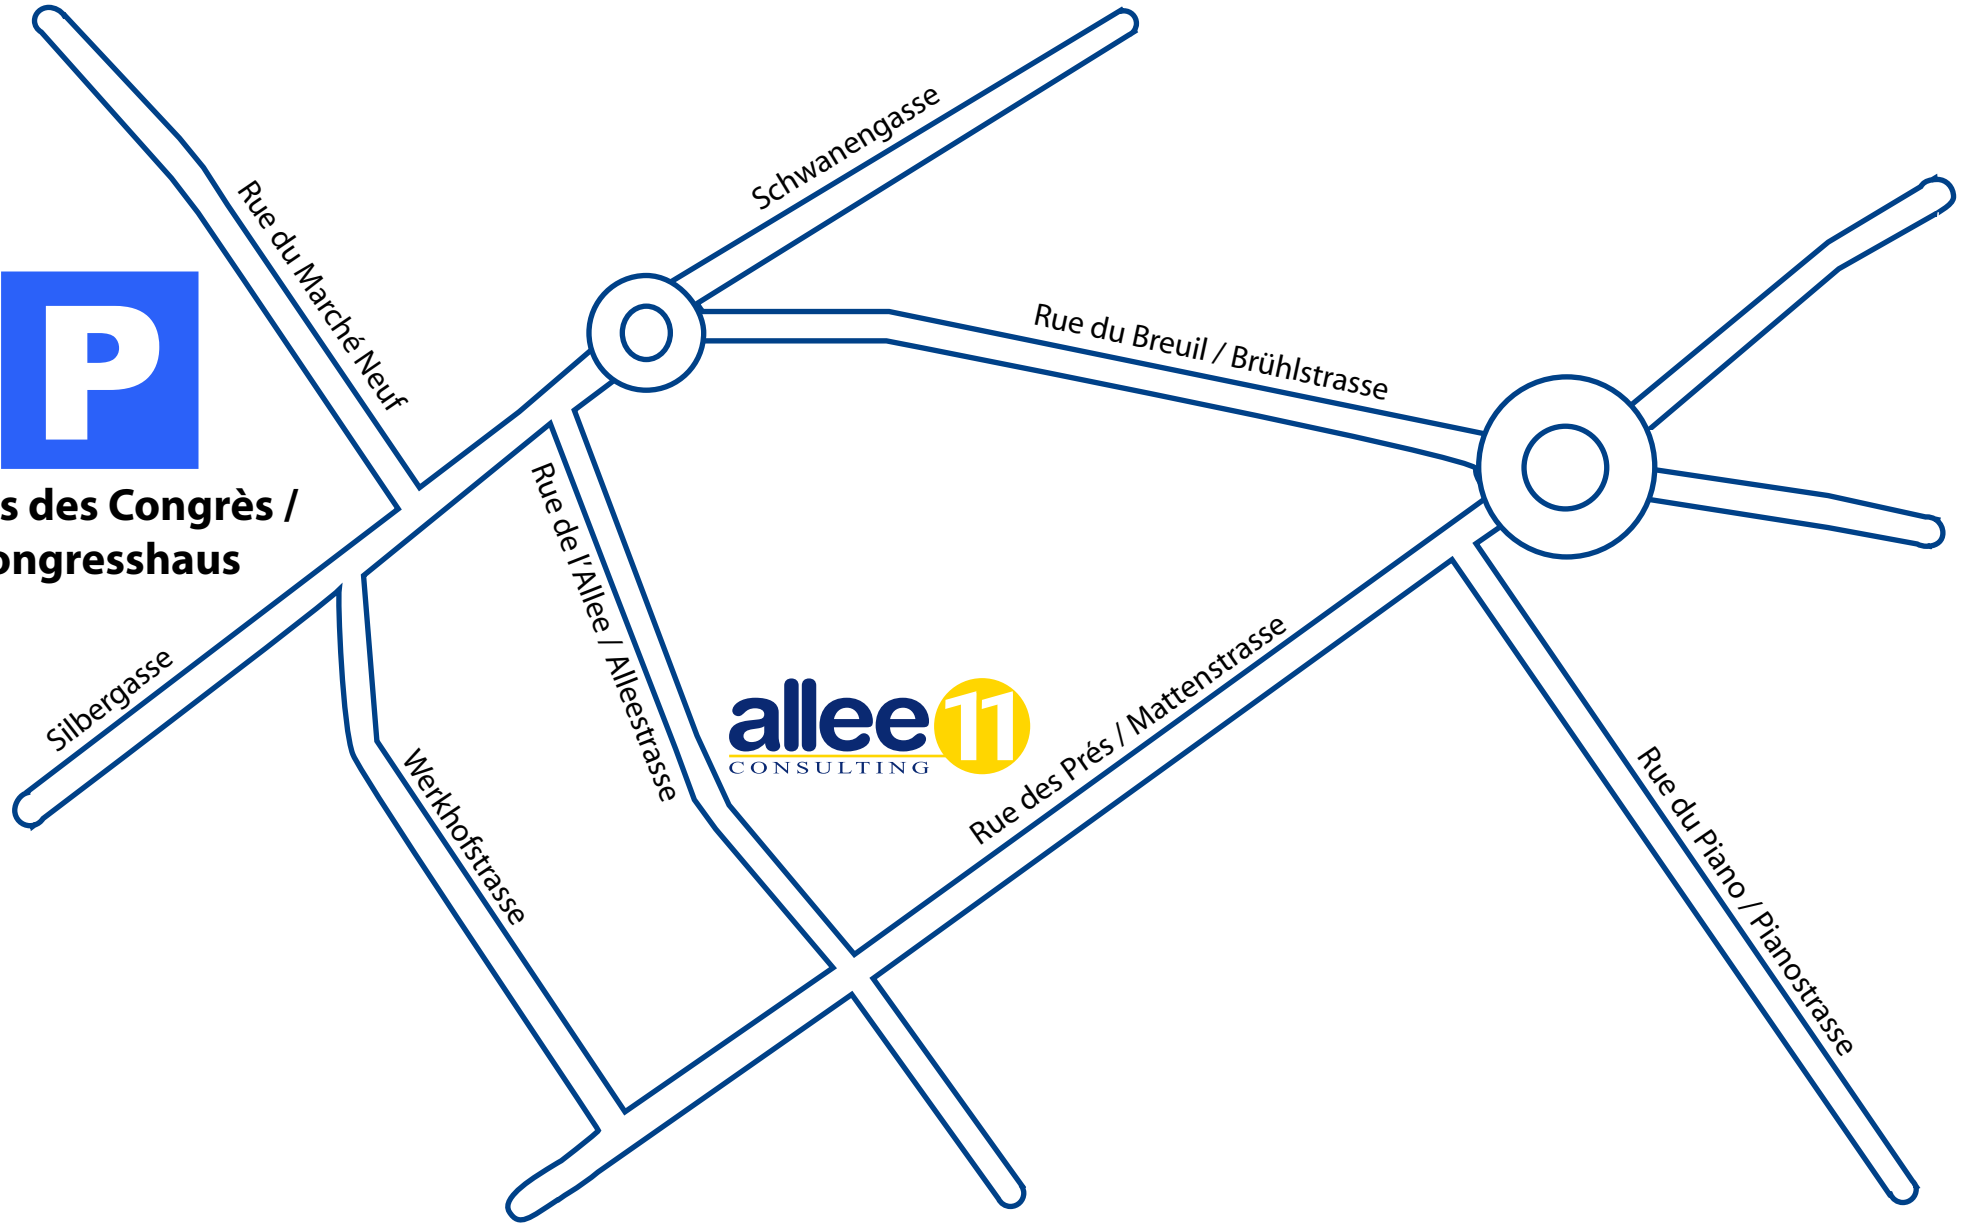 Schwanengasse
Rue du Marché Neuf
P
s des Congrès /
ongresshaus
Rue du Breuil / Brühlstrasse
Rue de l'Allee / Alleestrasse
Silbergasse
allee 11
CONSULTING
Rue des Prés / Mattenstrasse
Werkhofstrasse
Rue du Piano / Pianostrasse